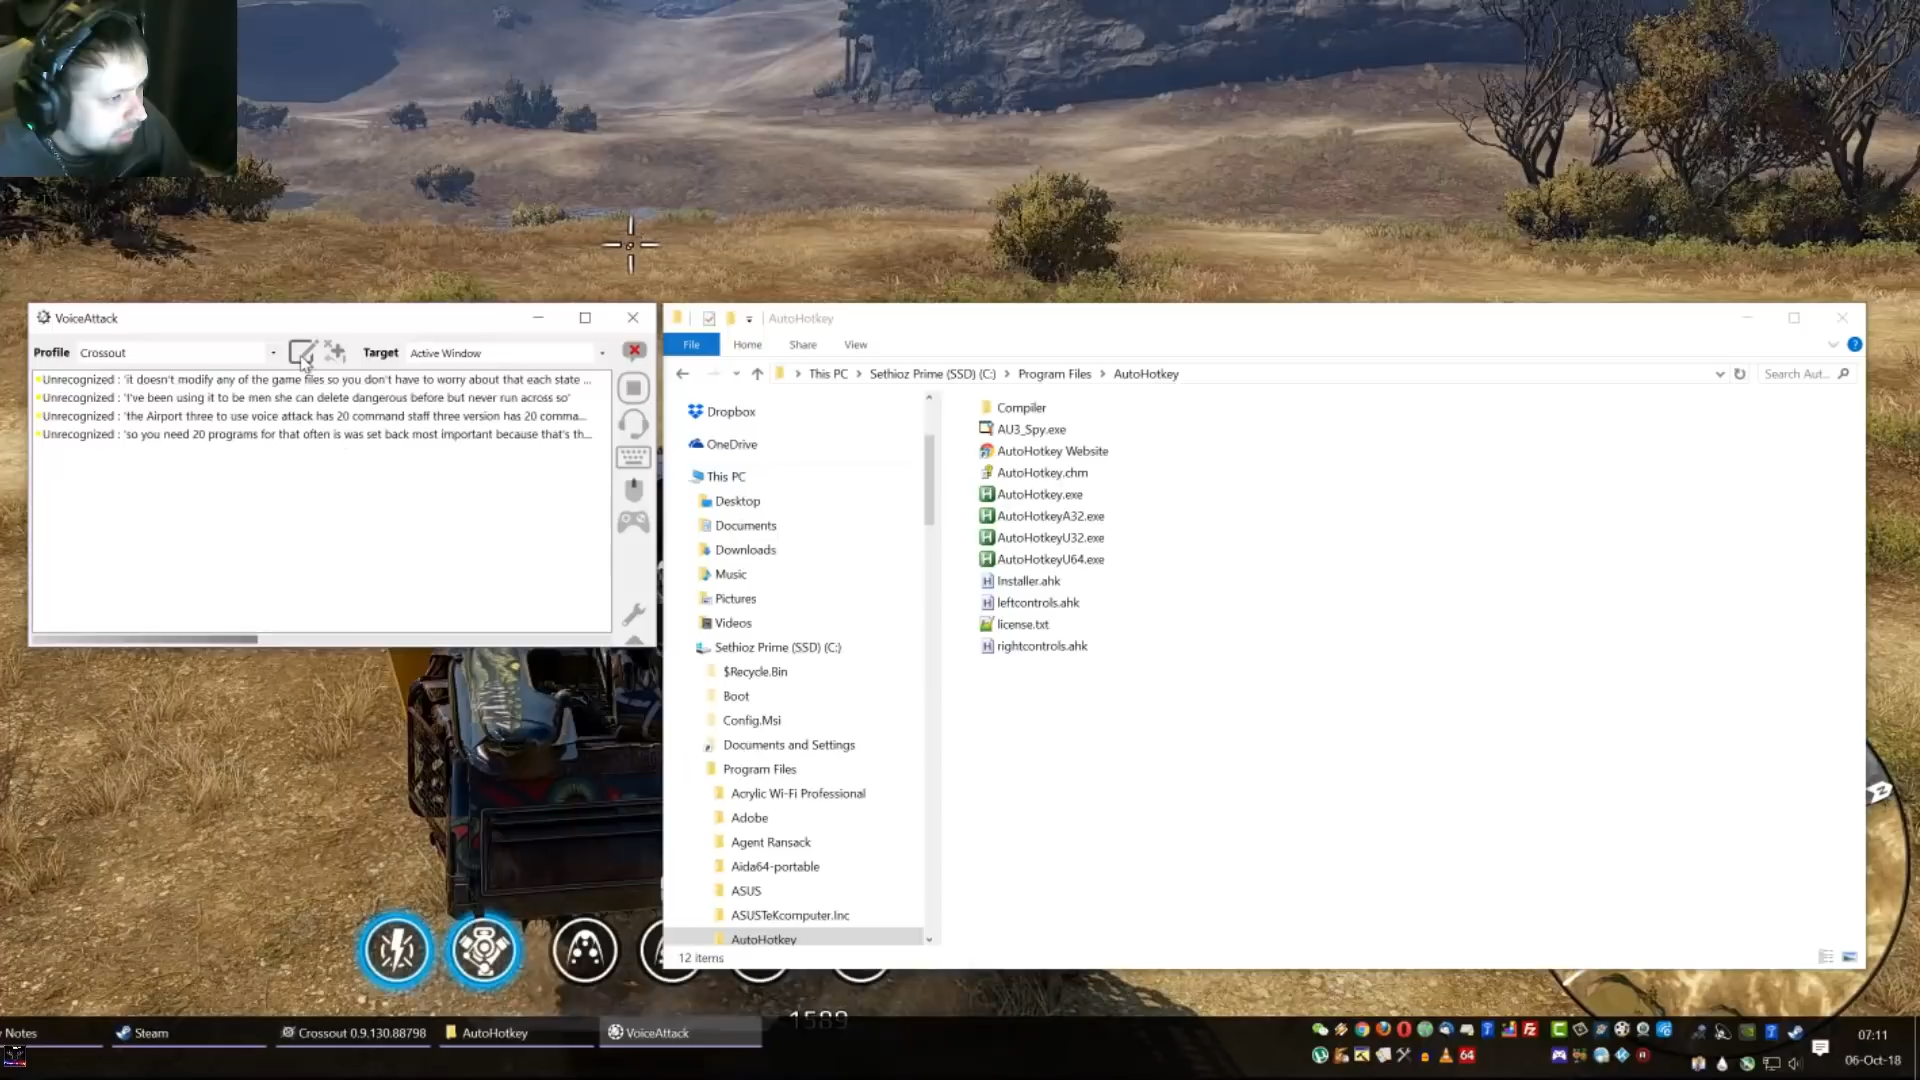 VoiceAttack
Profile Crossout Target Active Window
Unrecognized : 'it doesn't modify any of the game files so you don't have to worry about that each state ...
Unrecognized : 'I've been using it to be men she can delete dangerous before but never run across so'
Unrecognized : 'the Airport three to use voice attack has 20 command staff three version has 20 comma...
Unrecognized : 'so you need 20 programs for that often is was set back most important because that's th...
AutoHotkey
File Home Share View
This PC Sethioz Prime (SSD) (C:) Program Files AutoHotkey
Search Aut...
Dropbox
OneDrive
This PC
Desktop
Documents
Downloads
Music
Pictures
Videos
Sethioz Prime (SSD) (C:)
$Recycle.Bin
Boot
Config.Msi
Documents and Settings
Program Files
Acrylic Wi-Fi Professional
Adobe
Agent Ransack
Aida64-portable
ASUS
ASUSTeKcomputer.Inc
AutoHotkey
Compiler
AU3_Spy.exe
AutoHotkey Website
AutoHotkey.chm
AutoHotkey.exe
AutoHotkeyA32.exe
AutoHotkeyU32.exe
AutoHotkeyU64.exe
Installer.ahk
leftcontrols.ahk
license.txt
rightcontrols.ahk
12 items
N
1589
Notes
Steam
Crossout 0.9.130.88798
AutoHotkey
VoiceAttack
64
07:11
06-Oct-18